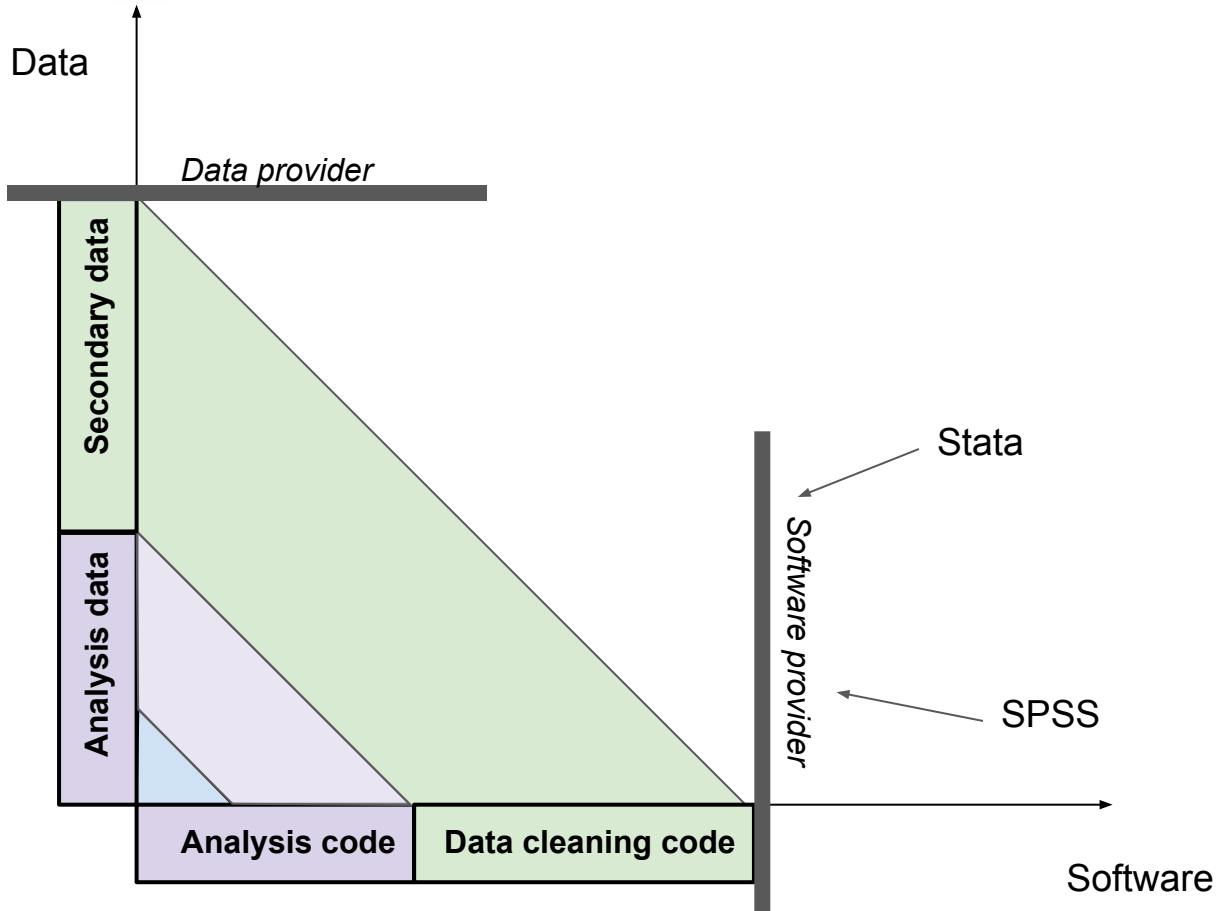 Data
Data provider
Secondary data
Analysis data
Stata
Software provider
SPSS
Analysis code
Data cleaning code
Software